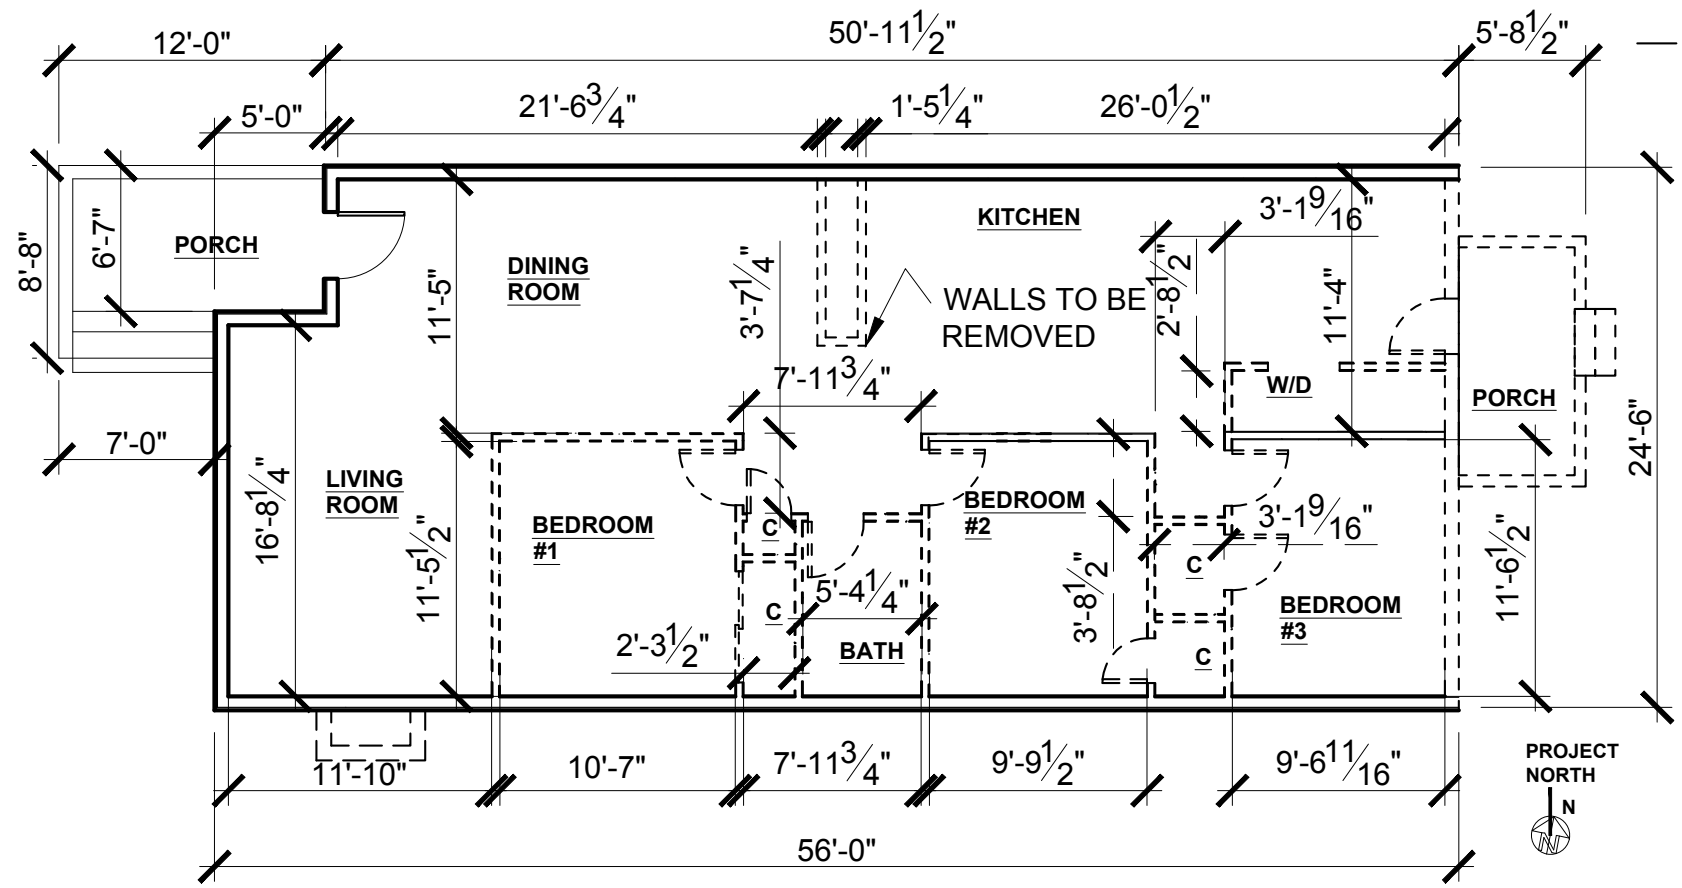 12'-0"
50'-11 1/2"
5'-8 1/2"
5'-0"
21'-6 3/4"
1'-5 1/4"
26'-0 1/2"
8'-8"
6'-7"
PORCH
DINING
ROOM
11'-5"
3'-7 1/4"
KITCHEN
3'-1 9/16"
2'-8 1/2"
11'-4"
WALLS TO BE
REMOVED
7'-11 3/4"
W/D
PORCH
24'-6"
7'-0"
16'-8 1/4"
LIVING
ROOM
11'-5 1/2"
BEDROOM
#1
C
C
5'-4 1/4"
2'-3 1/2"
BATH
BEDROOM
#2
3'-8 1/2"
3'-1 9/16"
C
C
BEDROOM
#3
11'-6 1/2"
11'-10"
10'-7"
7'-11 3/4"
9'-9 1/2"
9'-6 11/16"
56'-0"
PROJECT
NORTH
N
N